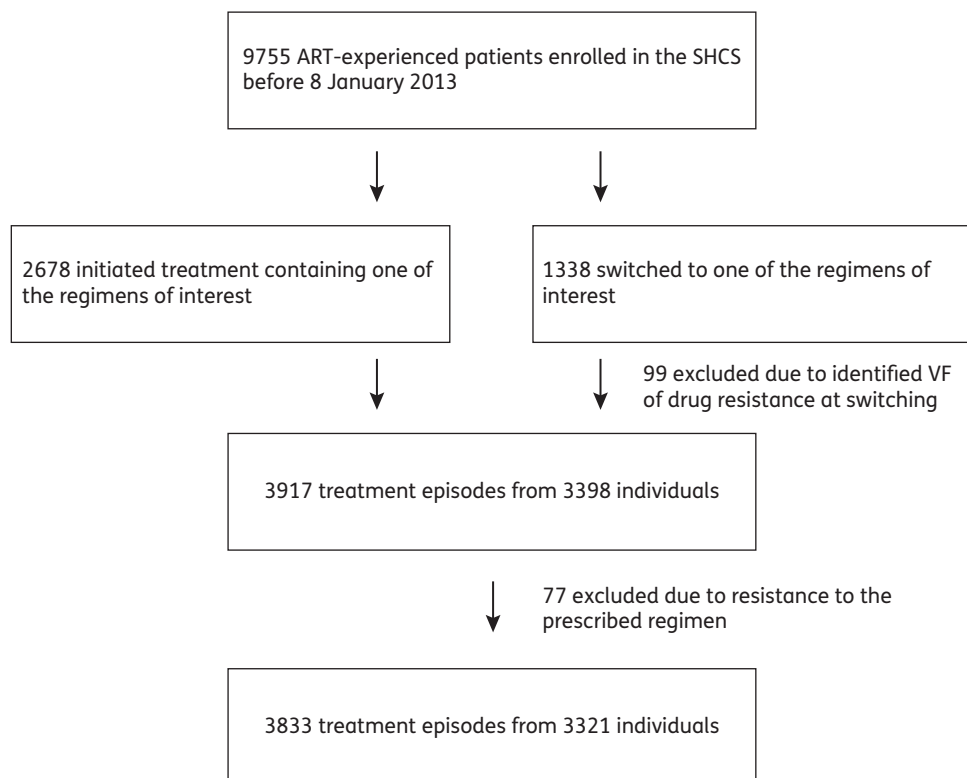 9755 ART-experienced patients enrolled in the SHCS
before 8 January 2013
2678 initiated treatment containing one of
the regimens of interest
1338 switched to one of the regimens of
interest
99 excluded due to identified VF
of drug resistance at switching
3917 treatment episodes from 3398 individuals
77 excluded due to resistance to the
prescribed regimen
3833 treatment episodes from 3321 individuals